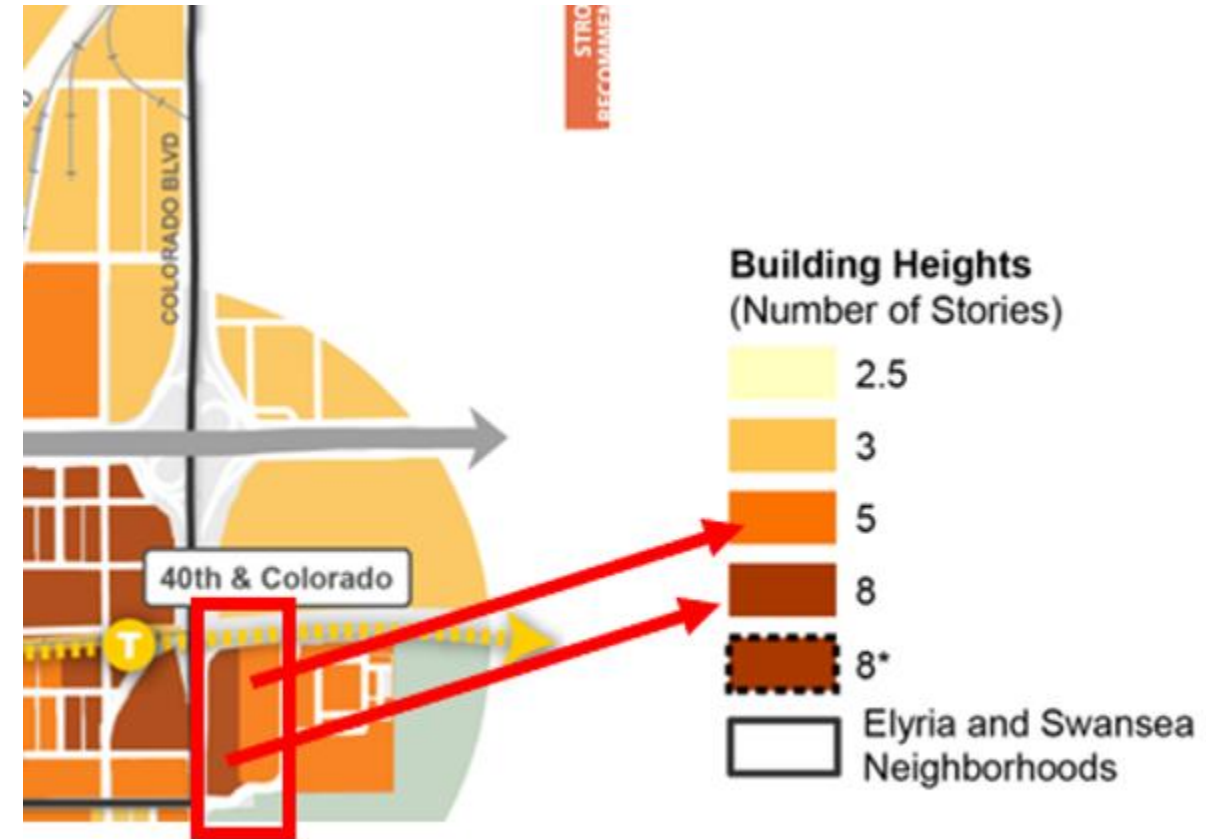 COLORADO BLVD
40th & Colorado
T
Building Heights
(Number of Stories)
2.5
3
5
8
8*
Elyria and Swansea
Neighborhoods